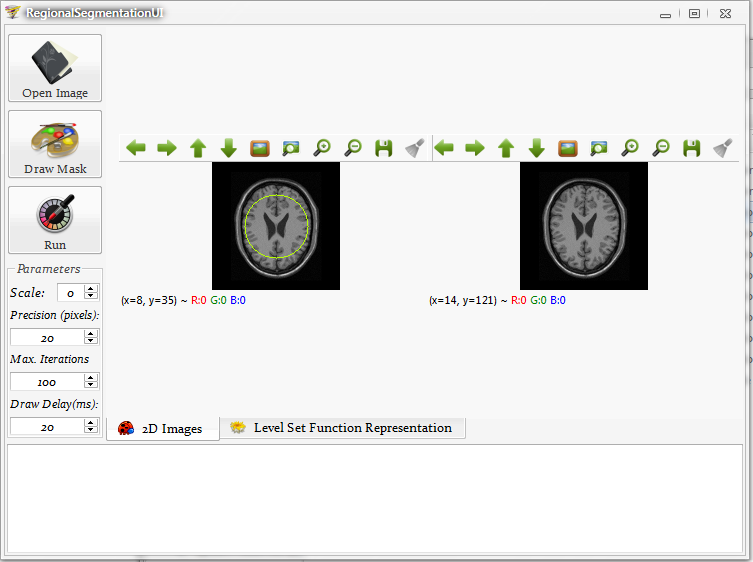 RegionalSegmentationUI
Open Image
Draw Mask
Run
Parameters
Scale: 0
Precision (pixels):
20
Max. Iterations
100
Draw Delay(ms):
20
(x=8, y=35) ~ R:0 G:0 B:0
(x=14, y=121) ~ R:0 G:0 B:0
2D Images
Level Set Function Representation